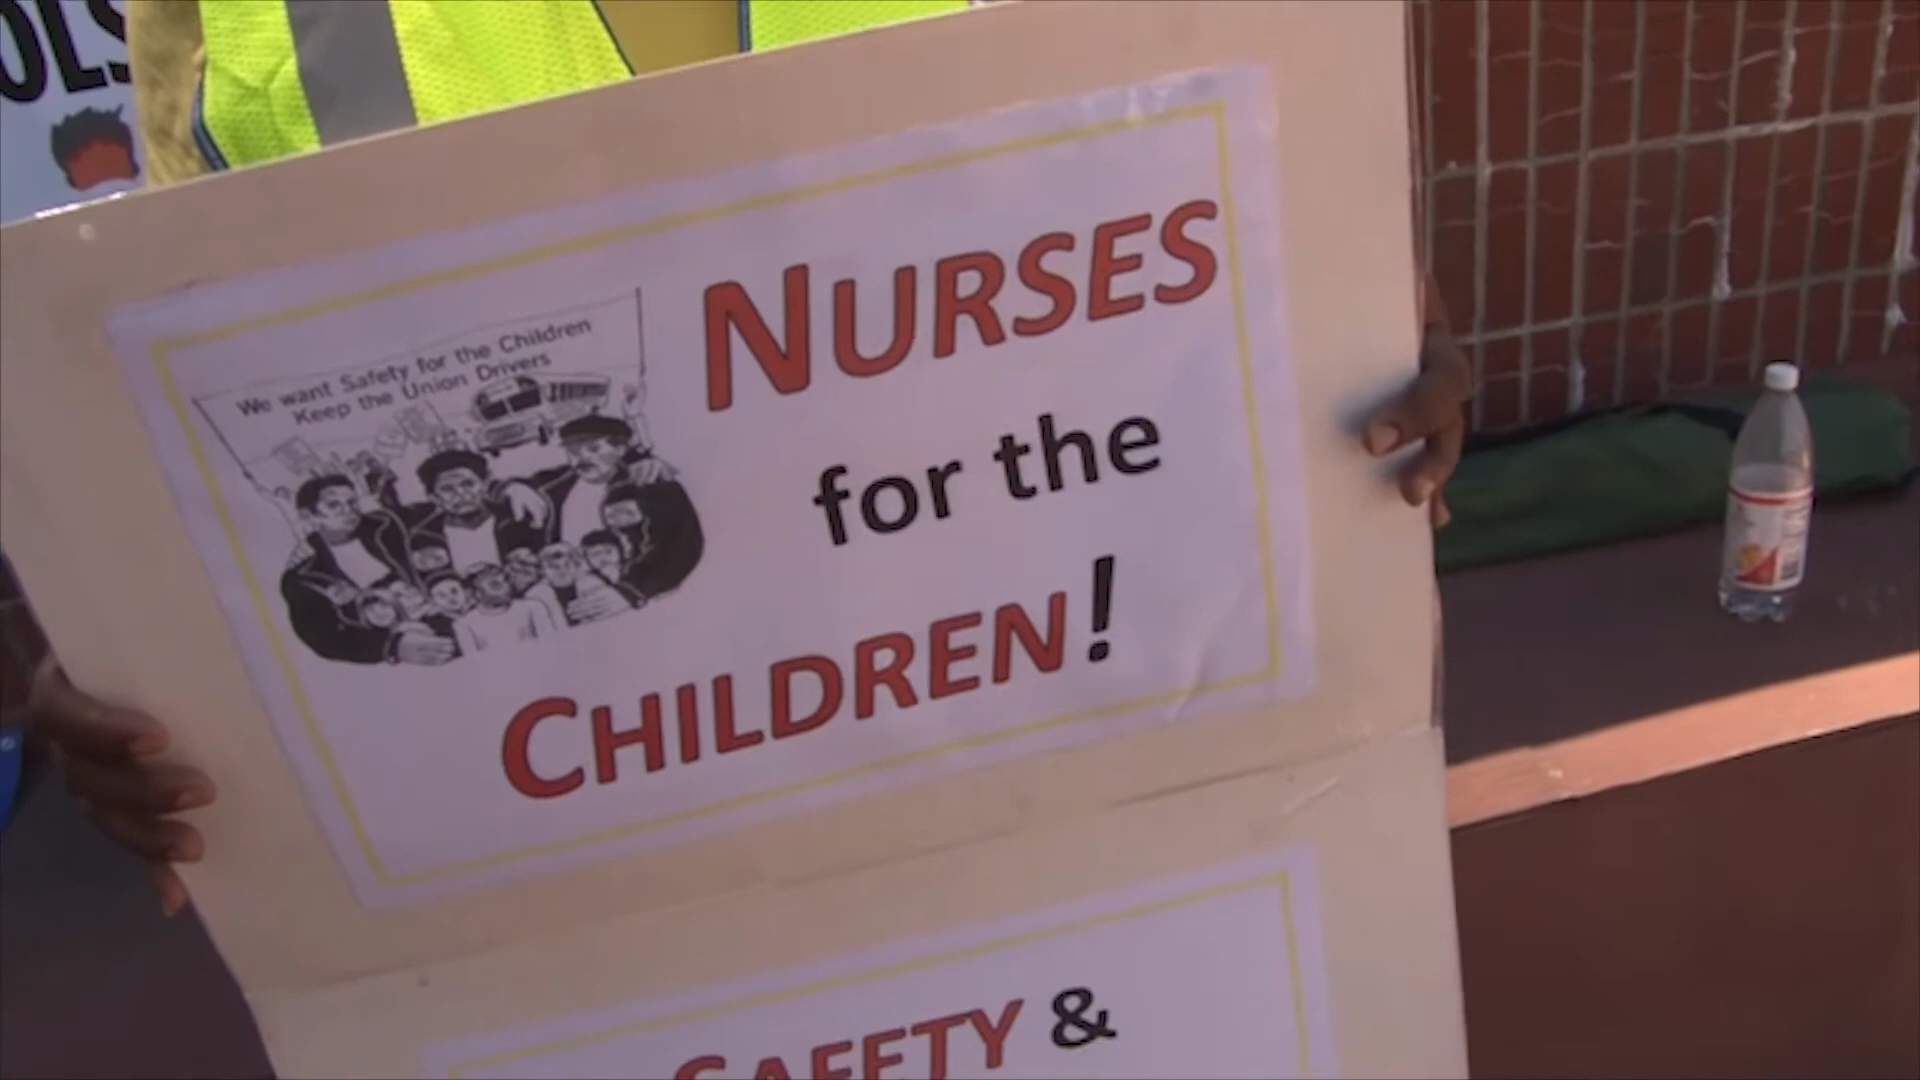 We want Safety for the Children
Keep the Union Drivers
NURSES
for the
CHILDREN!
SAFETY &